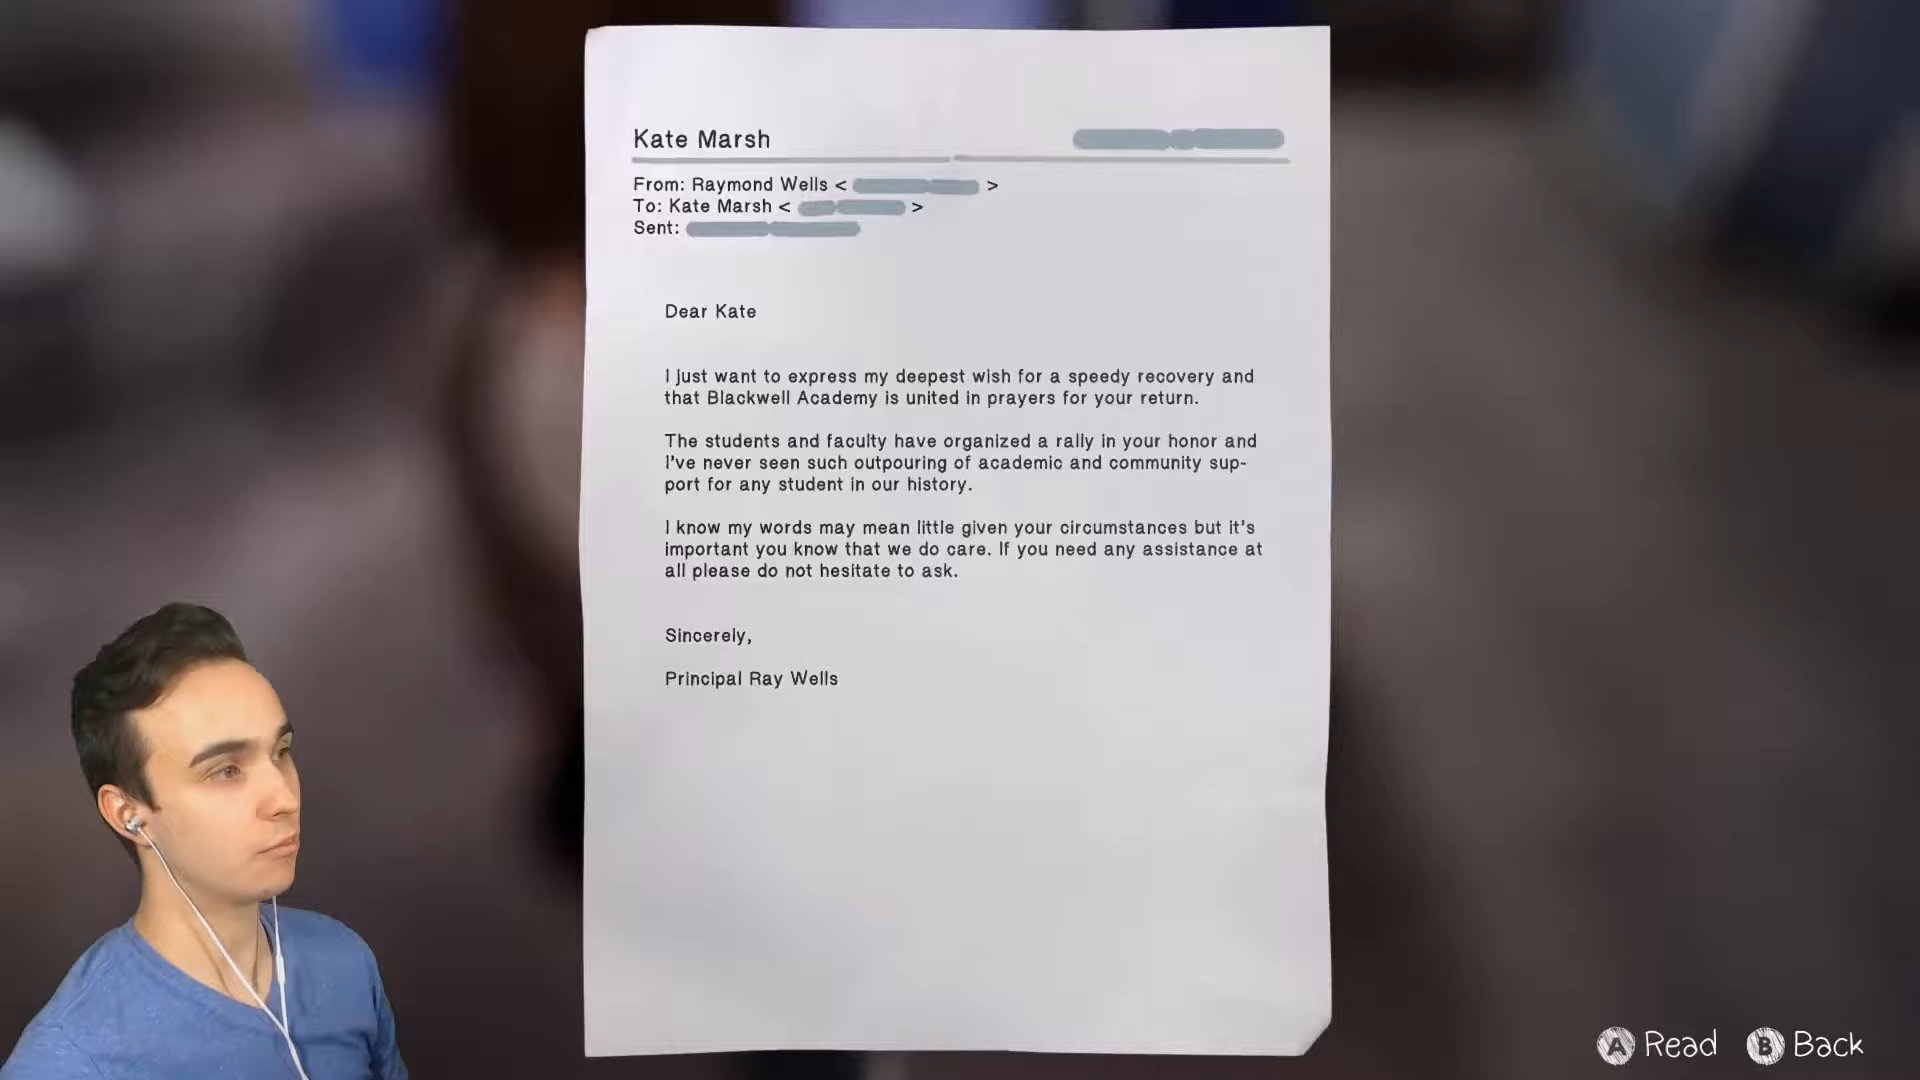 Kate Marsh
From: Raymond Wells < >
To: Kate Marsh < >
Sent:
Dear Kate
I just want to express my deepest wish for a speedy recovery and
that Blackwell Academy is united in prayers for your return.
The students and faculty have organized a rally in your honor and
I've never seen such outpouring of academic and community sup-
port for any student in our history.
I know my words may mean little given your circumstances but it's
important you know that we do care. If you need any assistance at
all please do not hesitate to ask.
Sincerely,
Principal Ray Wells
A Read B Back